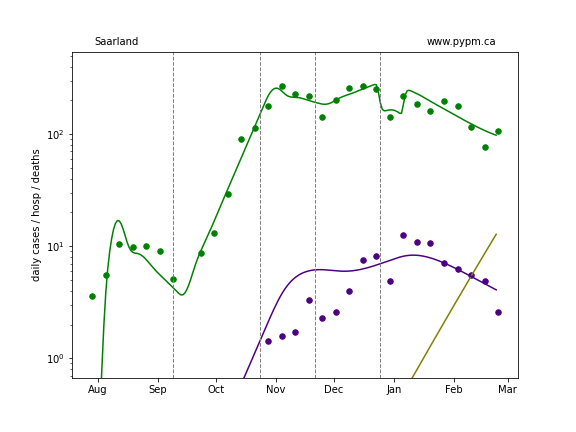 Saarland www.pypm.ca
daily cases / hosp / deaths
10²
10¹
10⁰
Aug Sep Oct Nov Dec Jan Feb Mar